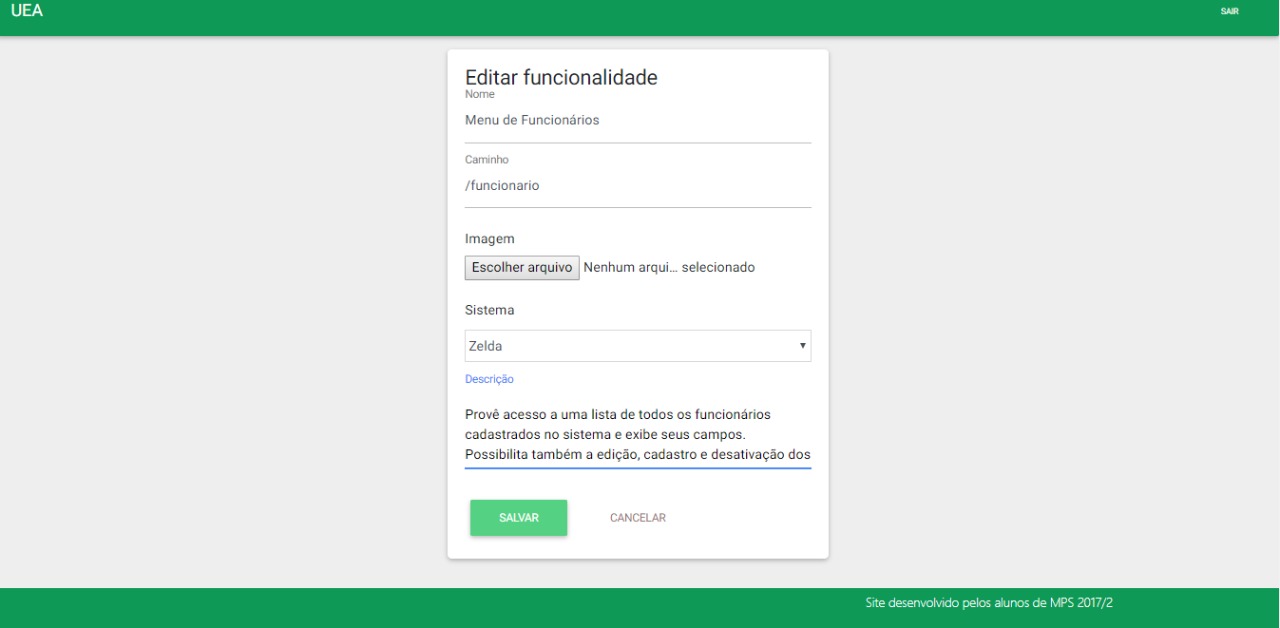 UEA
SAIR
Editar funcionalidade
Nome
Menu de Funcionários
Caminho
/funcionario
Imagem
Escolher arquivo Nenhum arqui... selecionado
Sistema
Zelda
Descrição
Provê acesso a uma lista de todos os funcionários
cadastrados no sistema e exibe seus campos.
Possibilita também a edição, cadastro e desativação dos
SALVAR
CANCELAR
Site desenvolvido pelos alunos de MPS 2017/2